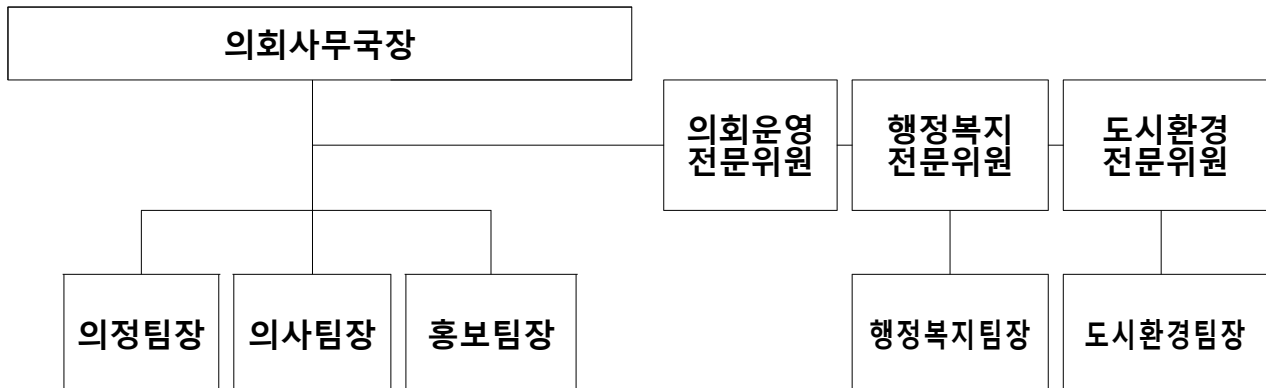 의회사무국장
의회운영
전문위원
행정복지
전문위원
도시환경
전문위원
의정팀장
의사팀장
홍보팀장
행정복지팀장
도시환경팀장